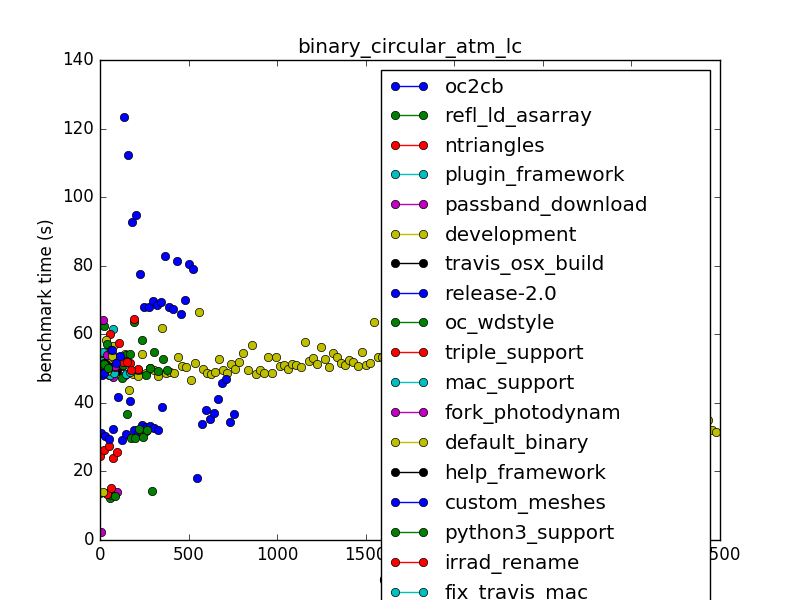 binary_circular_atm_lc
140
120
100
80
60
40
20
0
benchmark time (s)
0
500
1000
500
oc2cb
refl_ld_asarray
ntriangles
plugin_framework
passband_download
development
travis_osx_build
release-2.0
oc_wdstyle
triple_support
mac_support
fork_photodynam
default_binary
help_framework
custom_meshes
python3_support
irrad_rename
fix_travis_mac